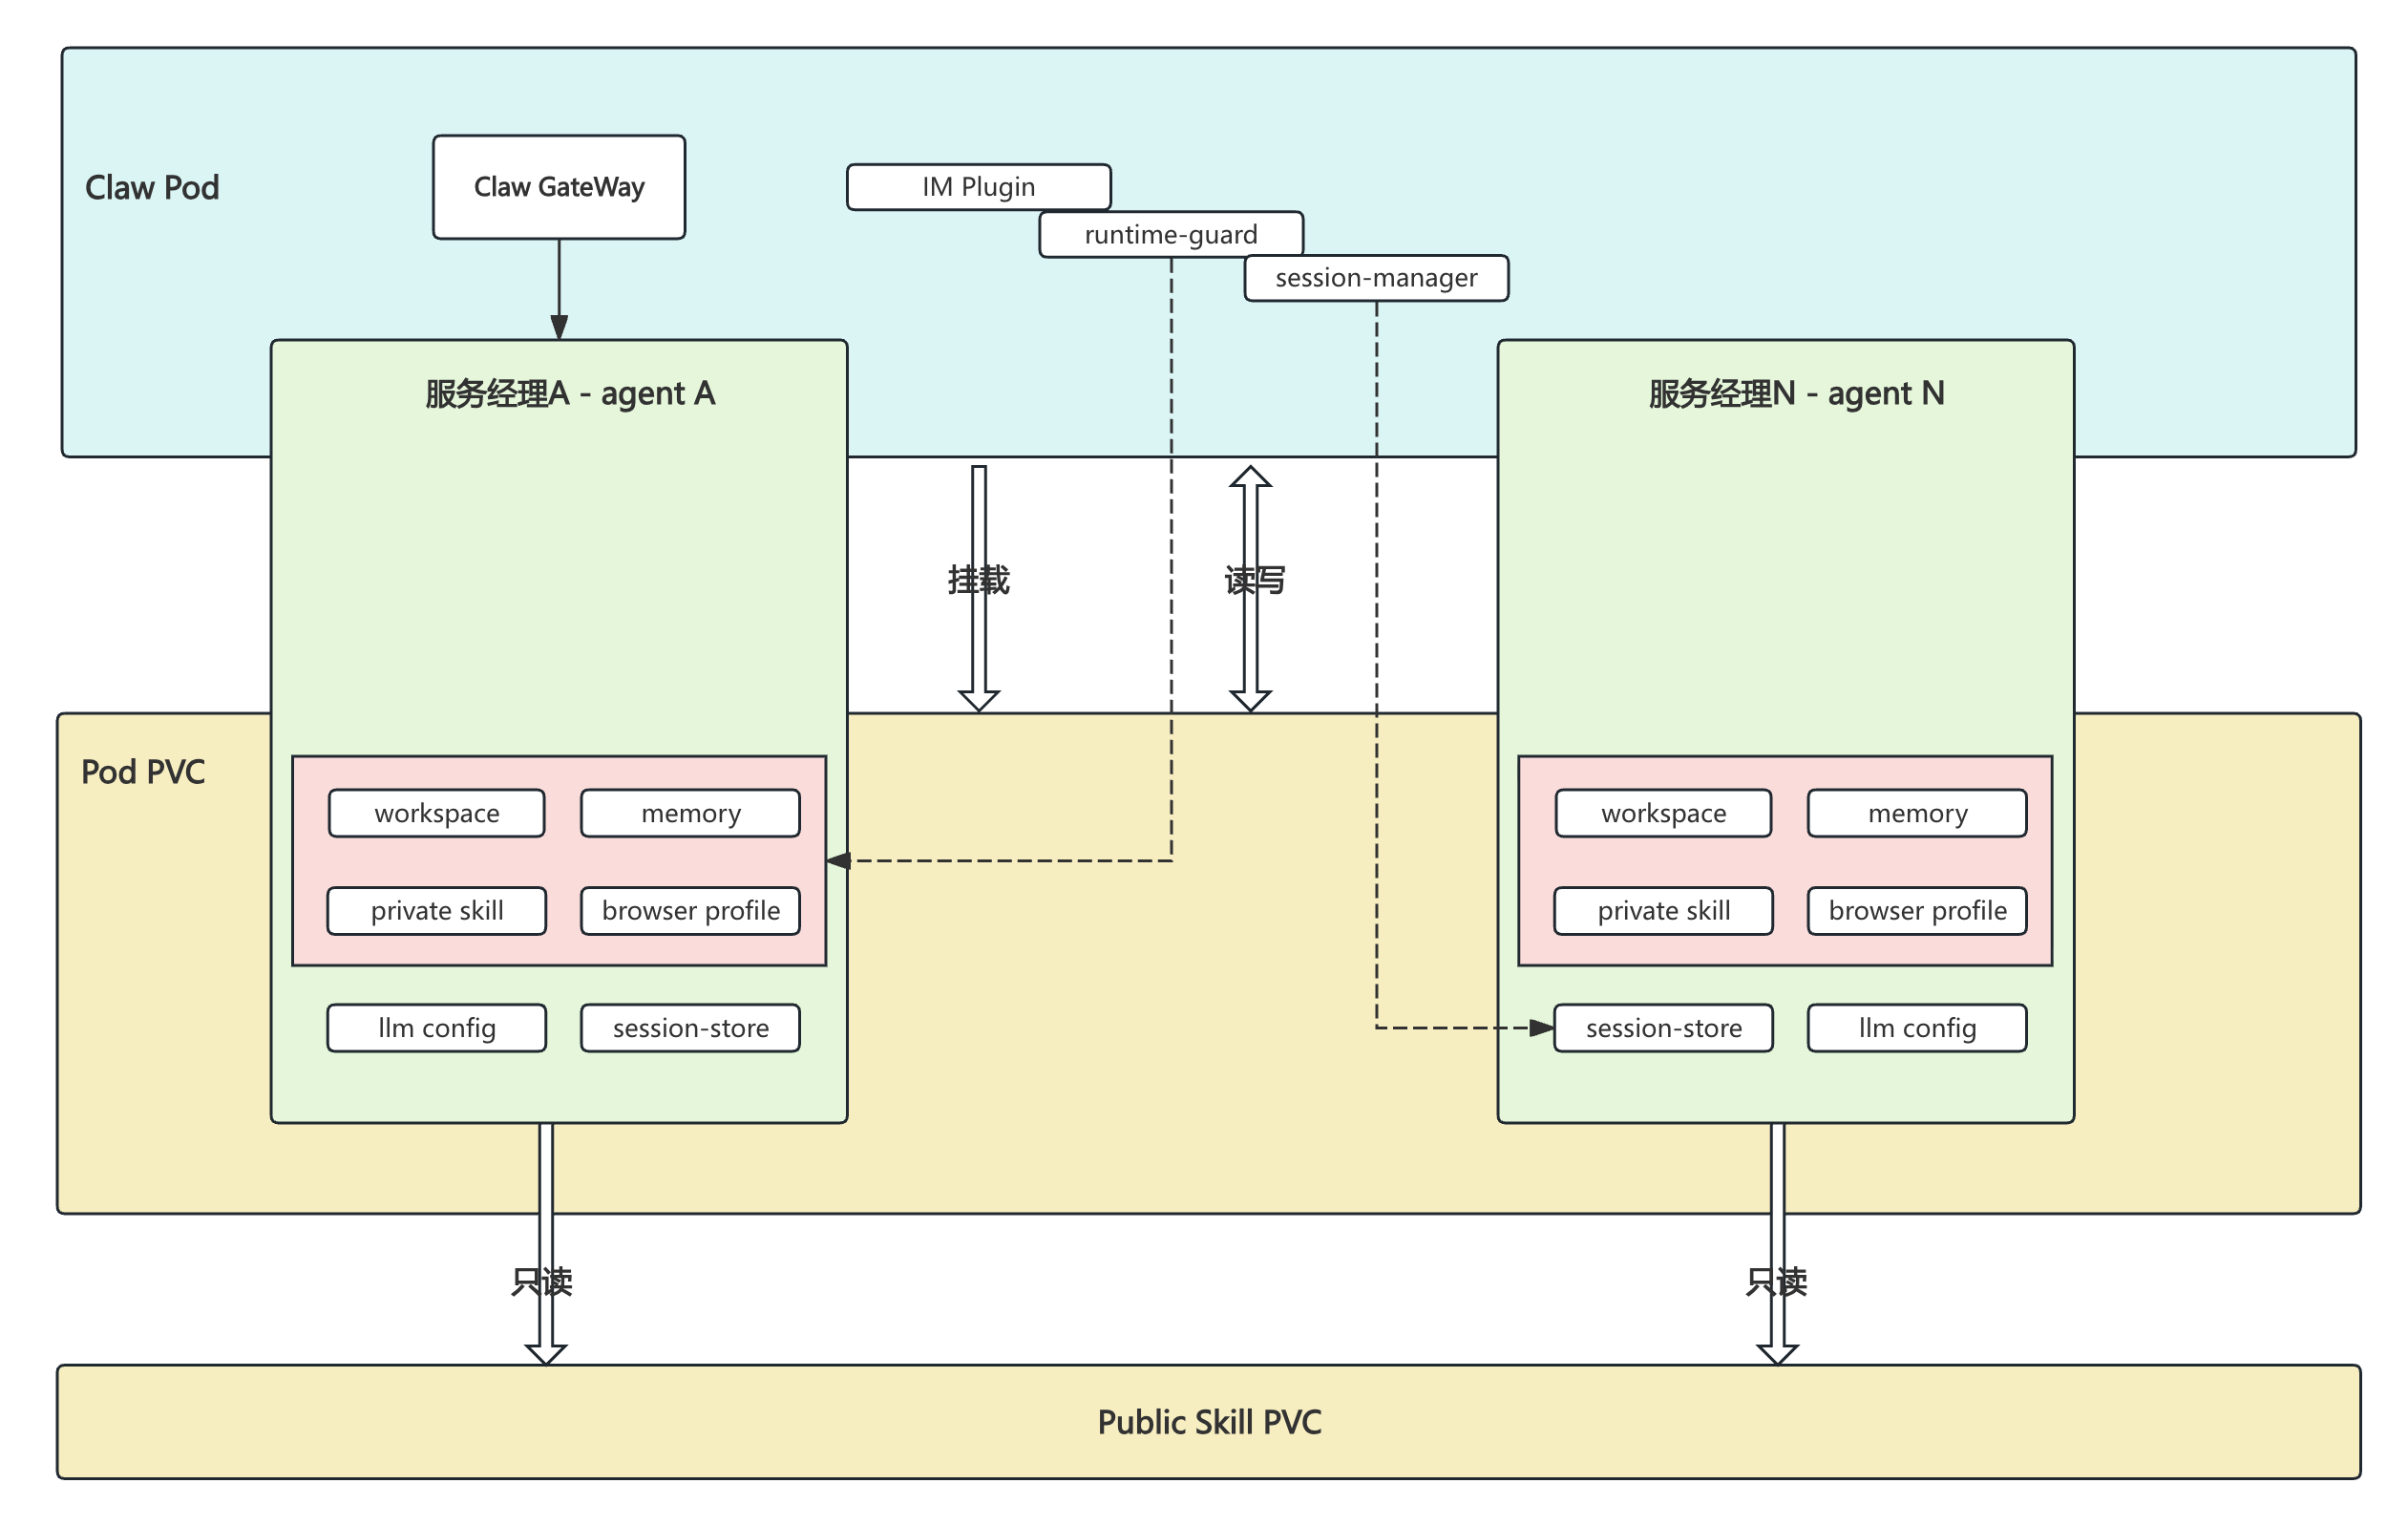 Claw Pod
Claw GateWay
IM Plugin
runtime-guard
session-manager
服务经理A - agent A
服务经理N - agent N
挂载
读写
Pod PVC
workspace
memory
private skill
browser profile
llm config
session-store
workspace
memory
private skill
browser profile
session-store
llm config
只读
只读
Public Skill PVC